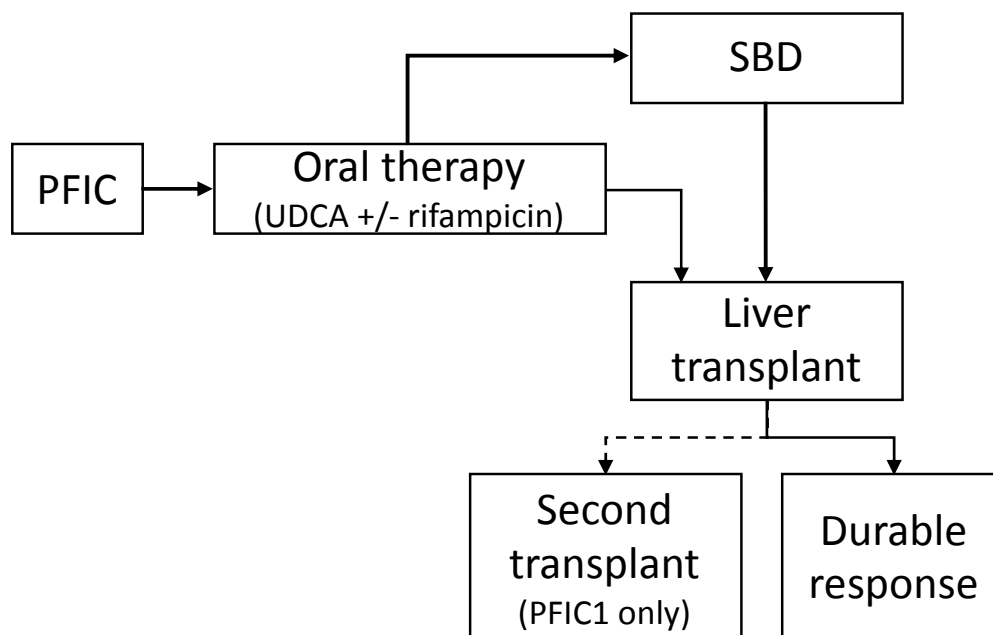 SBD
PFIC
Oral therapy
(UDCA +/- rifampicin)
Liver
transplant
Second
transplant
(PFIC1 only)
Durable
response